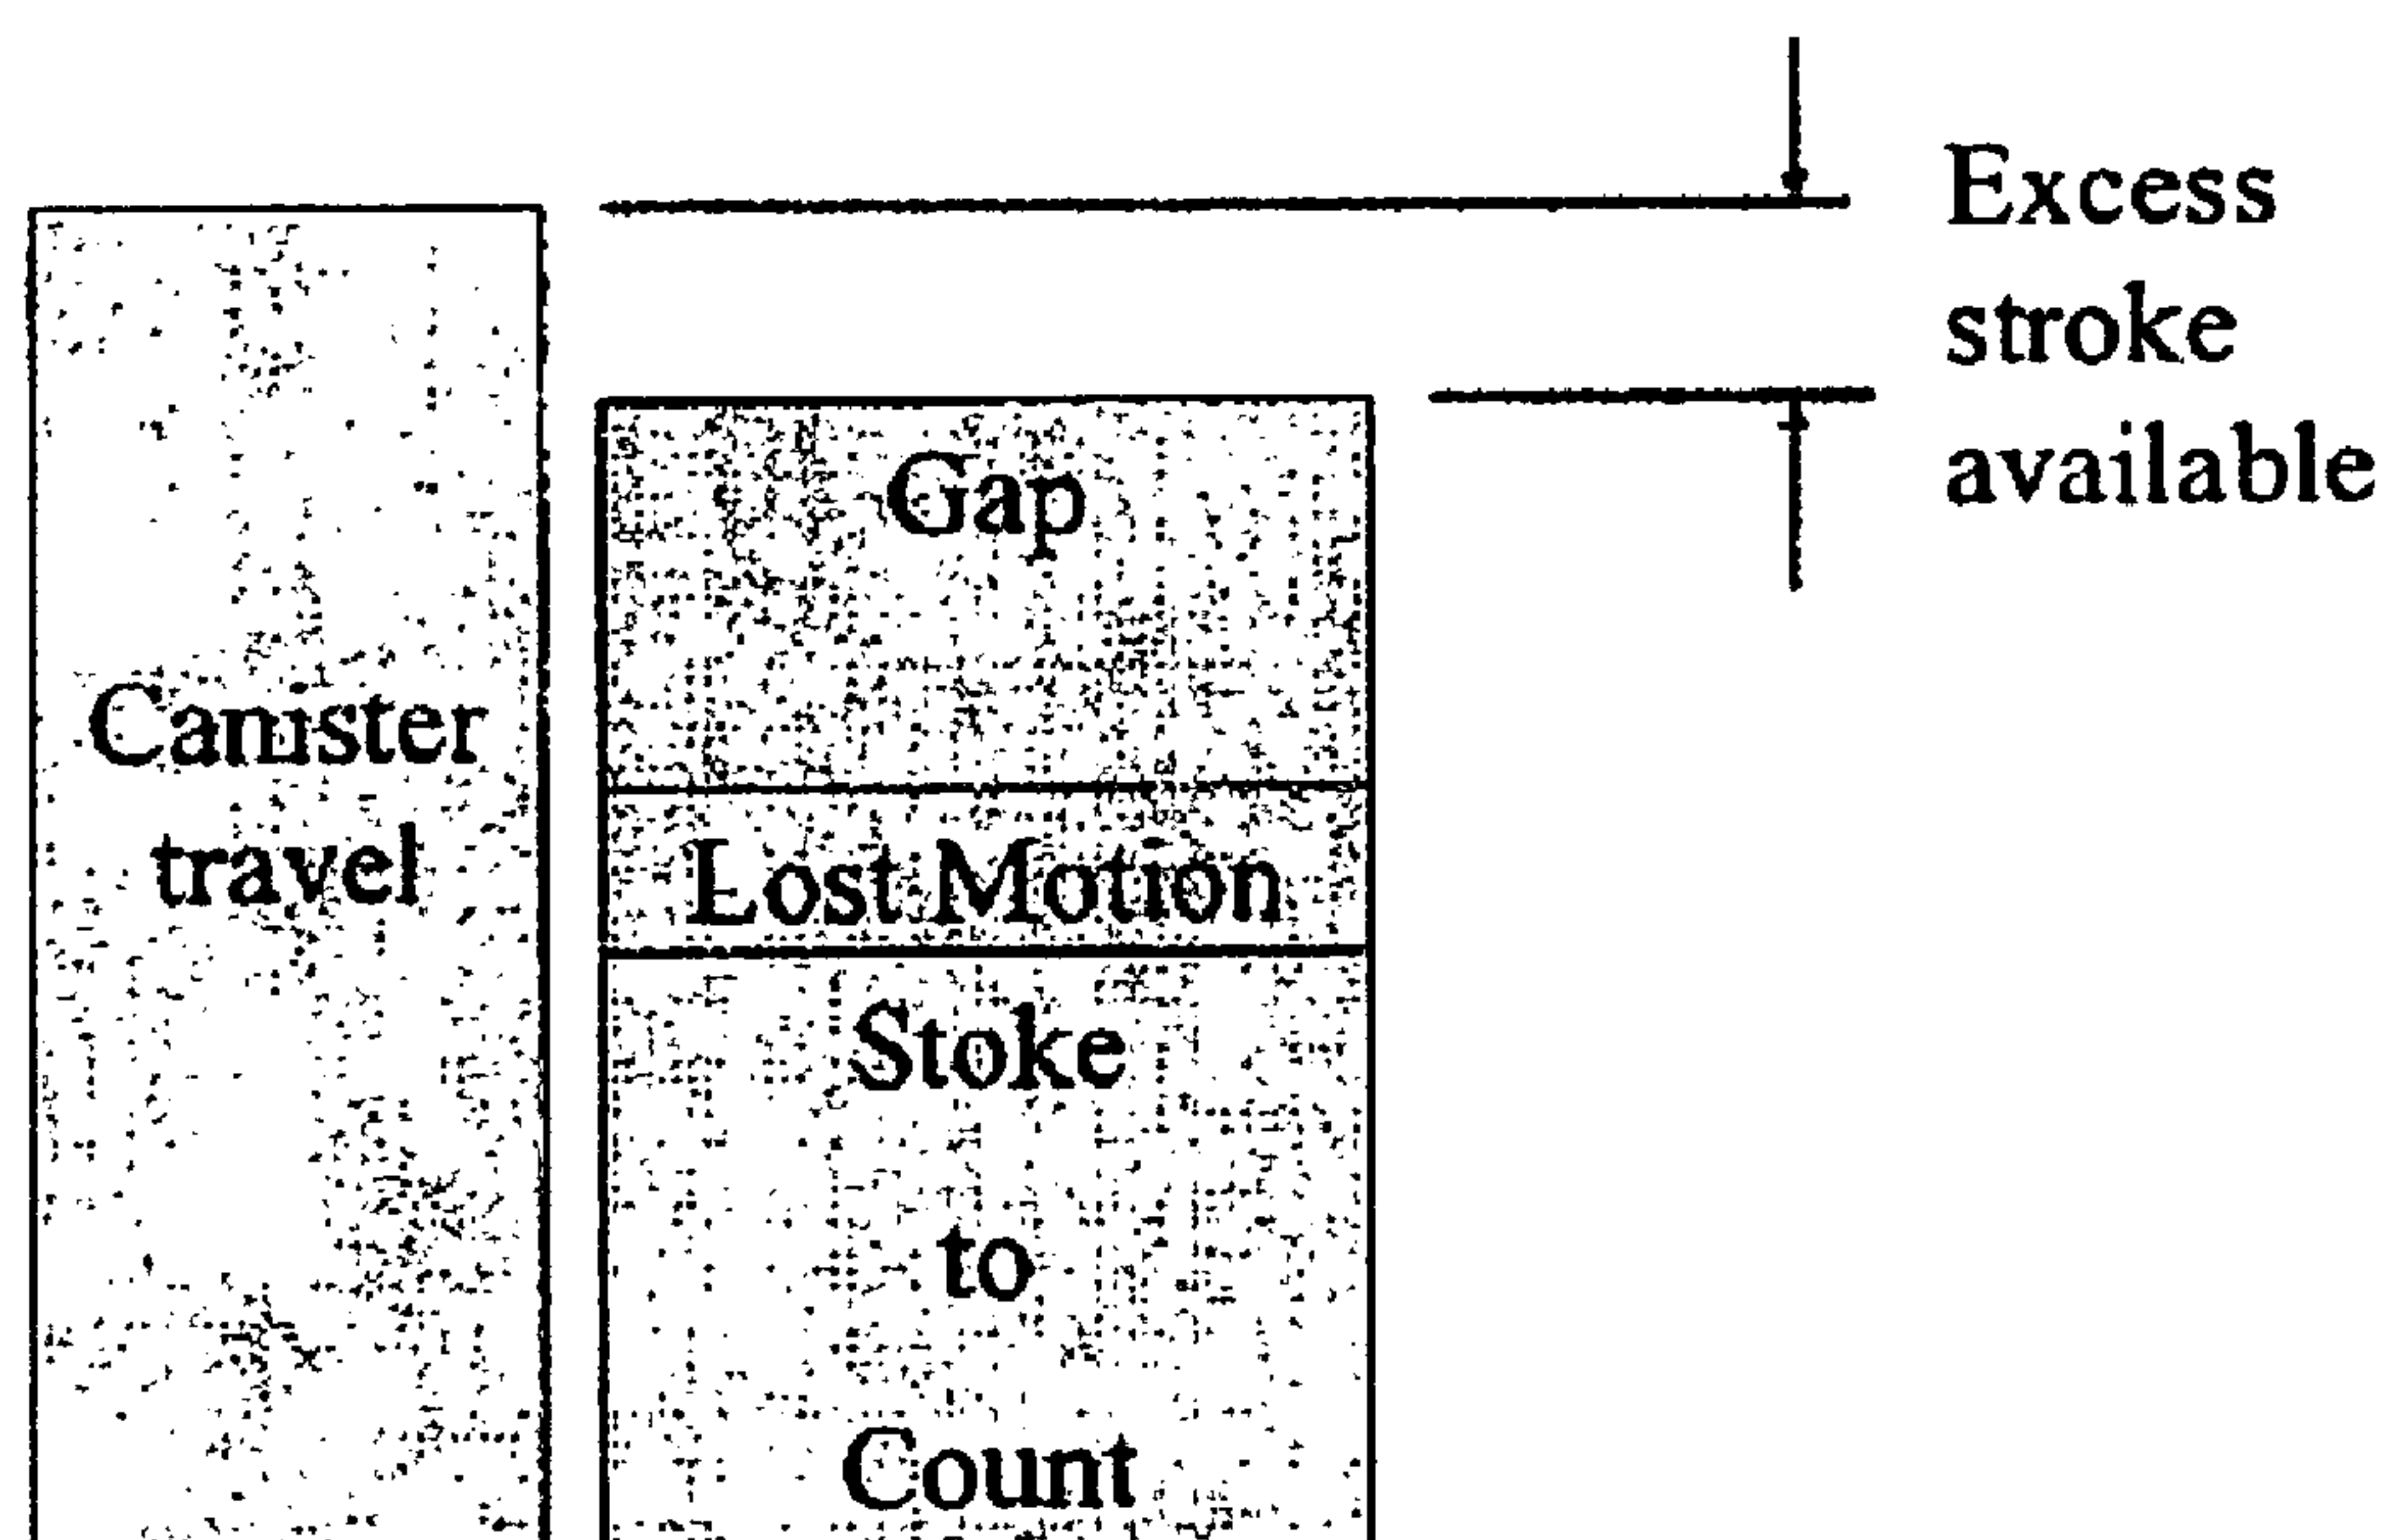 Excess
stroke
available
Gap
Canister
travel
Lost Motion
Stoke
to
Count